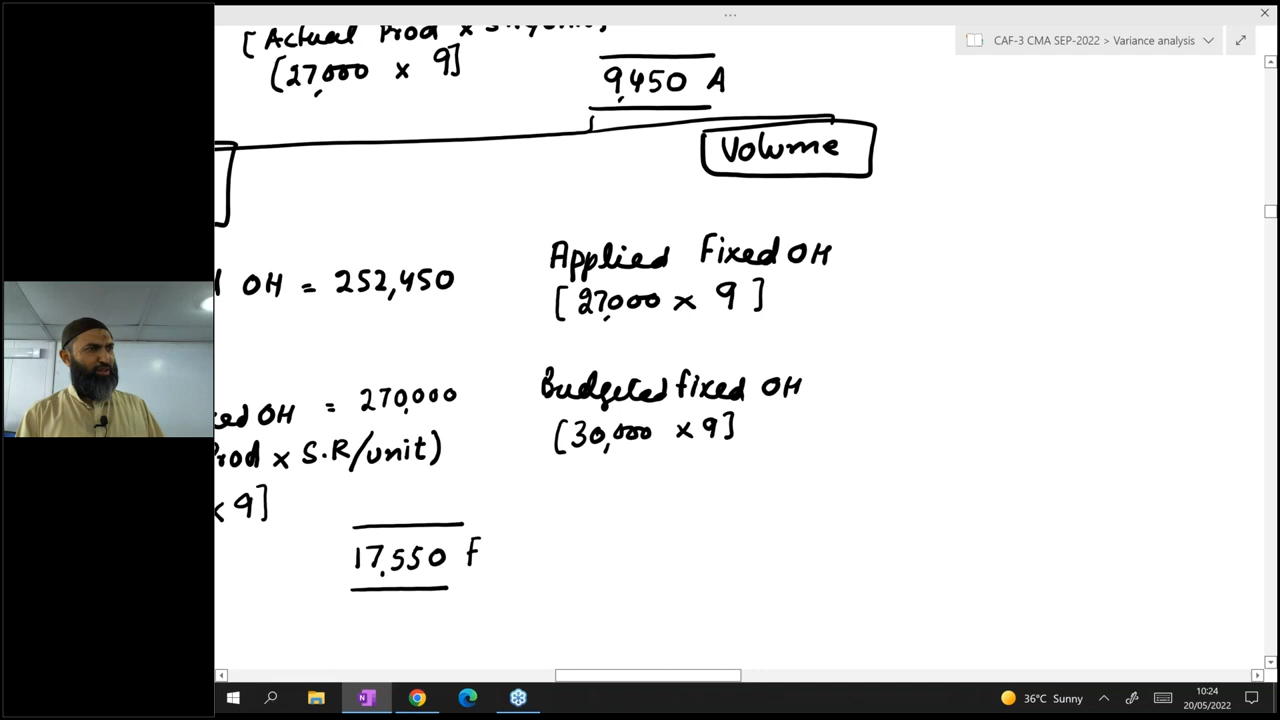 CAF-3 CMA SEP-2022 > Variance analysis
[Actual Prod x
[27,000 x 9]
9,450 A
Volume
OH = 252,450
Applied Fixed OH
[27,000 x 9]
OH = 270,000
Prod x S.R/unit)
x 9]
Budgeted fixed OH
[30,000 x 9]
17,550 F
36°C Sunny
10:24
20/05/2022